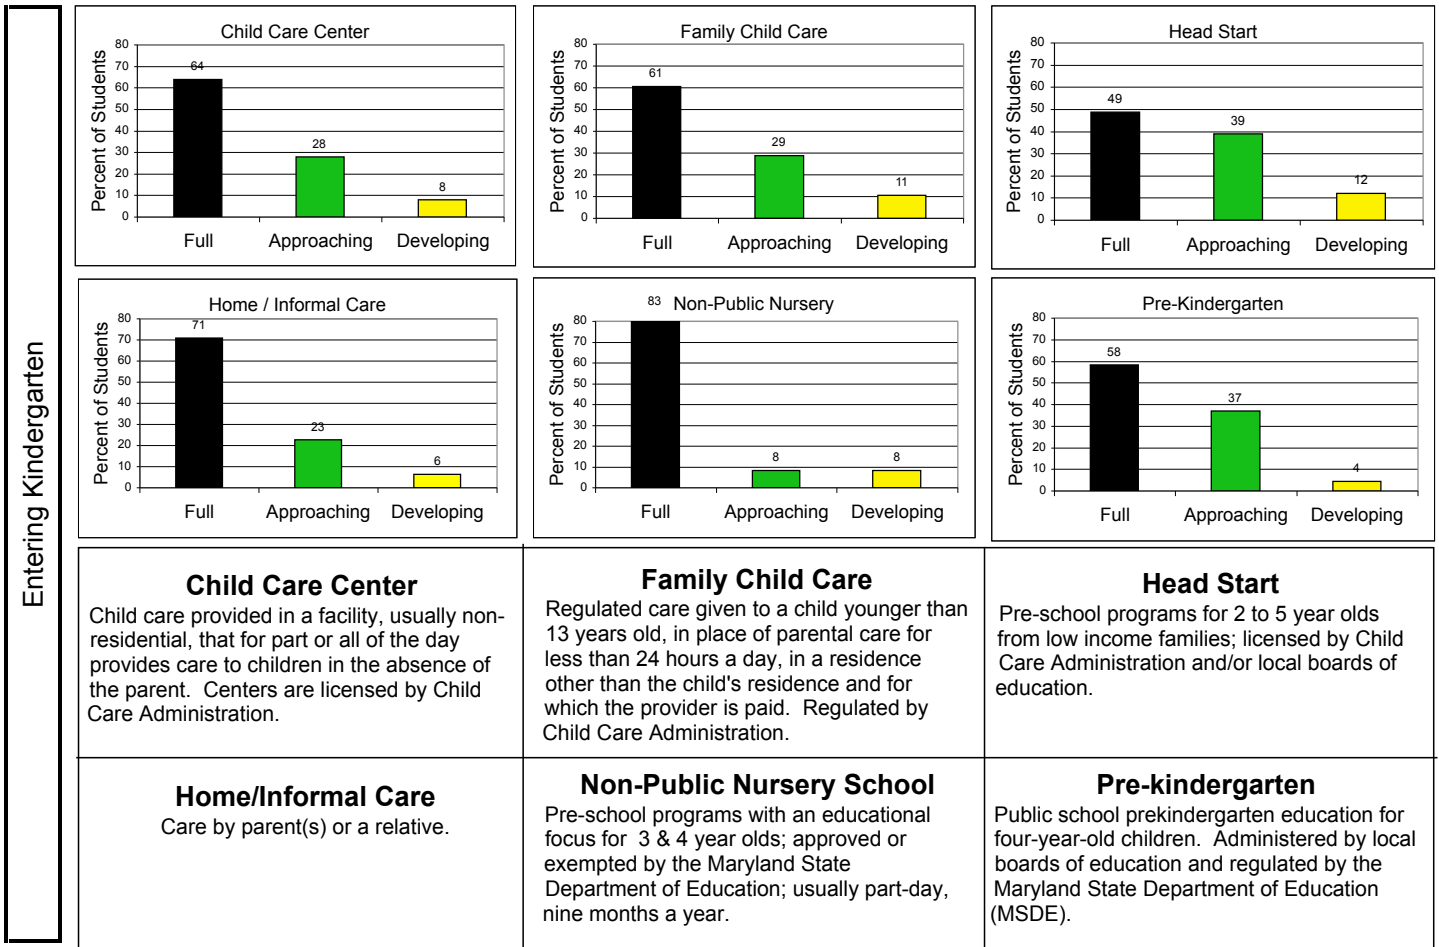 Entering Kindergarten
Child Care Center
Percent of Students
80
70
60
50
40
30
20
10
0
64
28
8
Full Approaching Developing
Family Child Care
Percent of Students
80
70
60
50
40
30
20
10
0
61
29
11
Full Approaching Developing
Head Start
Percent of Students
80
70
60
50
40
30
20
10
0
49
39
12
Full Approaching Developing
Home / Informal Care
Percent of Students
80
70
60
50
40
30
20
10
0
71
23
6
Full Approaching Developing
Non-Public Nursery
Percent of Students
80
70
60
50
40
30
20
10
0
83
8
8
Full Approaching Developing
Pre-Kindergarten
Percent of Students
80
70
60
50
40
30
20
10
0
58
37
4
Full Approaching Developing
Child Care Center
Child care provided in a facility, usually non-
residential, that for part or all of the day
provides care to children in the absence of
the parent. Centers are licensed by Child
Care Administration.
Family Child Care
Regulated care given to a child younger than
13 years old, in place of parental care for
less than 24 hours a day, in a residence
other than the child's residence and for
which the provider is paid. Regulated by
Child Care Administration.
Head Start
Pre-school programs for 2 to 5 year olds
from low income families; licensed by Child
Care Administration and/or local boards of
education.
Home/Informal Care
Care by parent(s) or a relative.
Non-Public Nursery School
Pre-school programs with an educational
focus for 3 & 4 year olds; approved or
exempted by the Maryland State
Department of Education; usually part-day,
nine months a year.
Pre-kindergarten
Public school prekindergarten education for
four-year-old children. Administered by local
boards of education and regulated by the
Maryland State Department of Education
(MSDE).